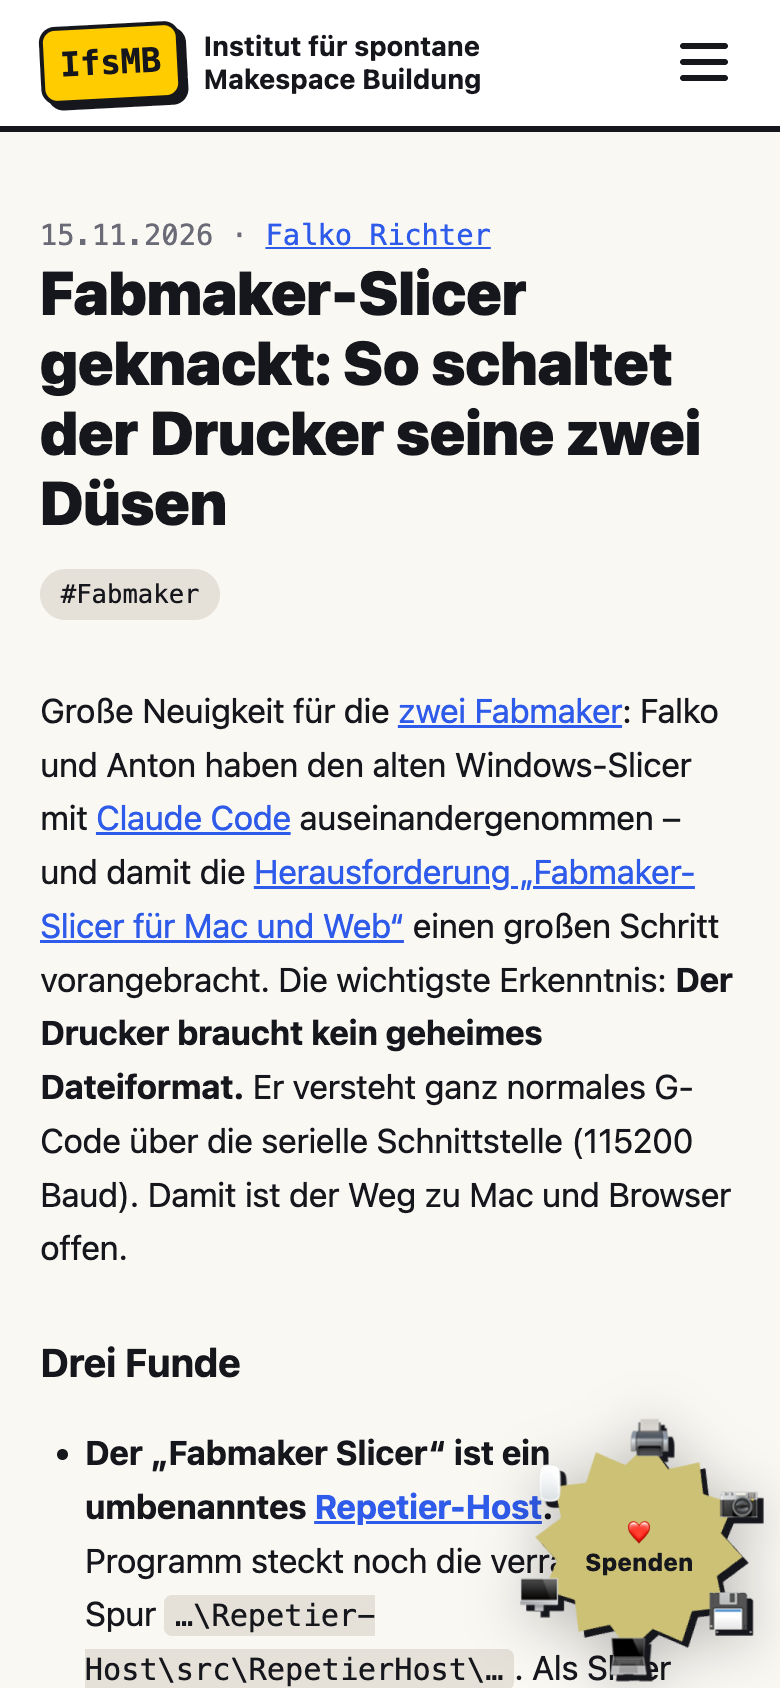 IfsMB
Institut für spontane
Makespace Buildung
15.11.2026 · Falko Richter
Fabmaker-Slicer
geknackt: So schaltet
der Drucker seine zwei
Düsen
#Fabmaker
Große Neuigkeit für die zwei Fabmaker: Falko
und Anton haben den alten Windows-Slicer
mit Claude Code auseinandergenommen –
und damit die Herausforderung „Fabmaker-
Slicer für Mac und Web“ einen großen Schritt
vorangebracht. Die wichtigste Erkenntnis: Der
Drucker braucht kein geheimes
Dateiformat. Er versteht ganz normales G-
Code über die serielle Schnittstelle (115200
Baud). Damit ist der Weg zu Mac und Browser
offen.
Drei Funde
• Der „Fabmaker Slicer“ ist ein
umbenanntes Repetier-Host.
Programm steckt noch die
Spur …\Repetier-
Host\src\RepetierHost\…. Als
❤️
Spenden